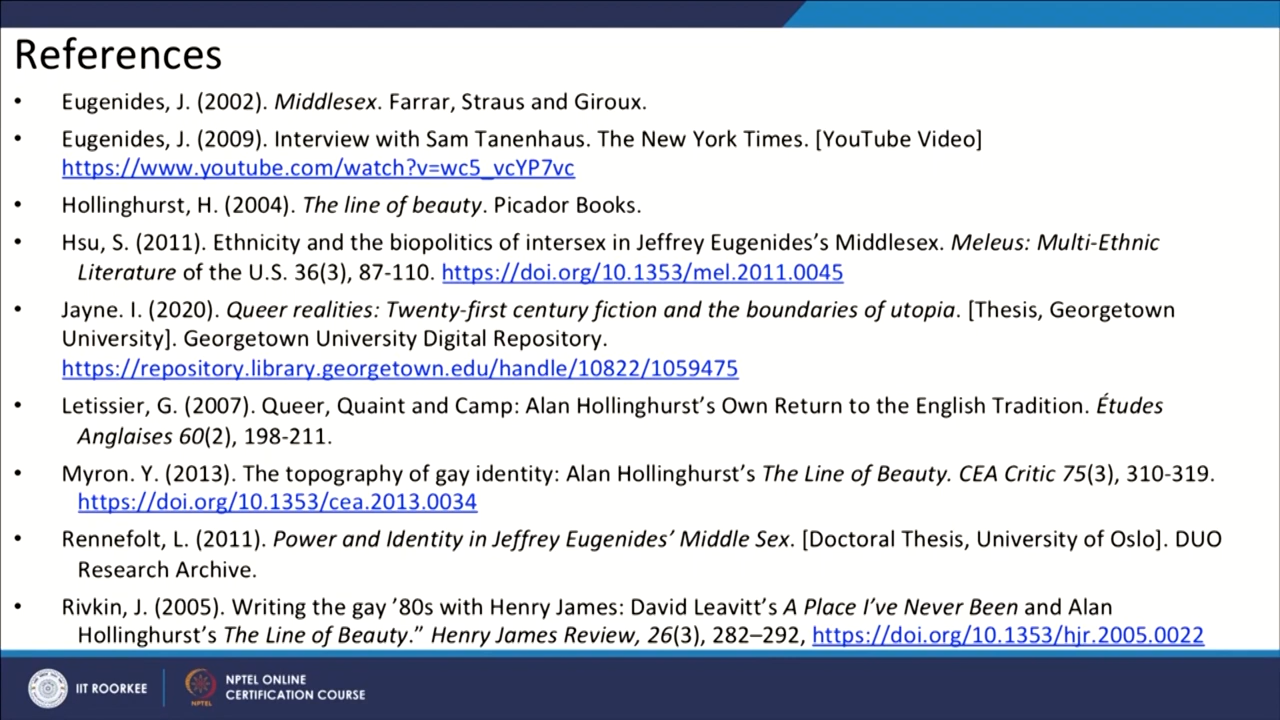 References
• Eugenides, J. (2002). Middlesex. Farrar, Straus and Giroux.
• Eugenides, J. (2009). Interview with Sam Tanenhaus. The New York Times. [YouTube Video]
https://www.youtube.com/watch?v=wc5_vcYP7vc
• Hollinghurst, H. (2004). The line of beauty. Picador Books.
• Hsu, S. (2011). Ethnicity and the biopolitics of intersex in Jeffrey Eugenides’s Middlesex. Meleus: Multi-Ethnic
Literature of the U.S. 36(3), 87-110. https://doi.org/10.1353/mel.2011.0045
• Jayne. I. (2020). Queer realities: Twenty-first century fiction and the boundaries of utopia. [Thesis, Georgetown
University]. Georgetown University Digital Repository.
https://repository.library.georgetown.edu/handle/10822/1059475
• Letissier, G. (2007). Queer, Quaint and Camp: Alan Hollinghurst’s Own Return to the English Tradition. Études
Anglaises 60(2), 198-211.
• Myron. Y. (2013). The topography of gay identity: Alan Hollinghurst’s The Line of Beauty. CEA Critic 75(3), 310-319.
https://doi.org/10.1353/cea.2013.0034
• Rennefolt, L. (2011). Power and Identity in Jeffrey Eugenides’ Middle Sex. [Doctoral Thesis, University of Oslo]. DUO
Research Archive.
• Rivkin, J. (2005). Writing the gay ’80s with Henry James: David Leavitt’s A Place I’ve Never Been and Alan
Hollinghurst’s The Line of Beauty.” Henry James Review, 26(3), 282–292, https://doi.org/10.1353/hjr.2005.0022
IIT ROORKEE
NPTEL
NPTEL ONLINE
CERTIFICATION COURSE